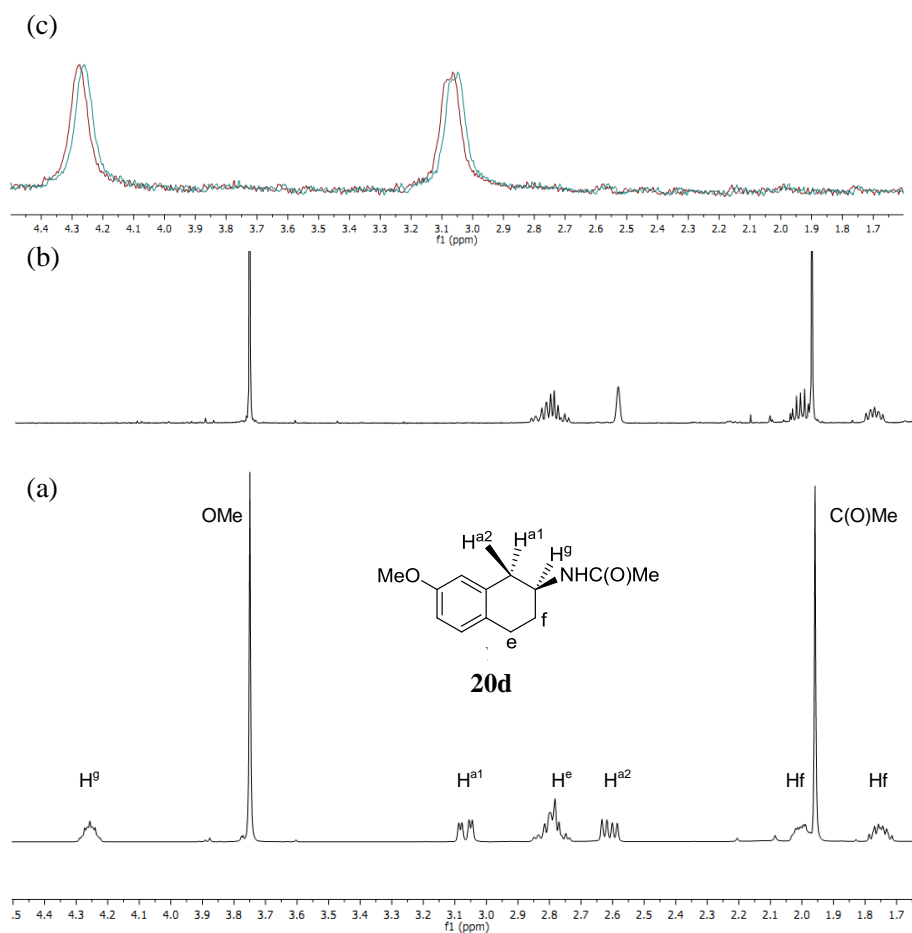 (c)
4.4 4.3 4.2 4.1 4.0 3.9 3.8 3.7 3.6 3.5 3.4 3.3 3.2 3.1 3.0 2.9 2.8 2.7 2.6 2.5 2.4 2.3 2.2 2.1 2.0 1.9 1.8 1.7
f1 (ppm)
(b)
(a)
OMe
C(O)Me
Ha2
Ha1
Hg
MeO
NHC(O)Me
f
e
20d
Hg
Ha1
He
Ha2
Hf
Hf
.5 4.4 4.3 4.2 4.1 4.0 3.9 3.8 3.7 3.6 3.5 3.4 3.3 3.2 3.1 3.0 2.9 2.8 2.7 2.6 2.5 2.4 2.3 2.2 2.1 2.0 1.9 1.8 1.7
f1 (ppm)